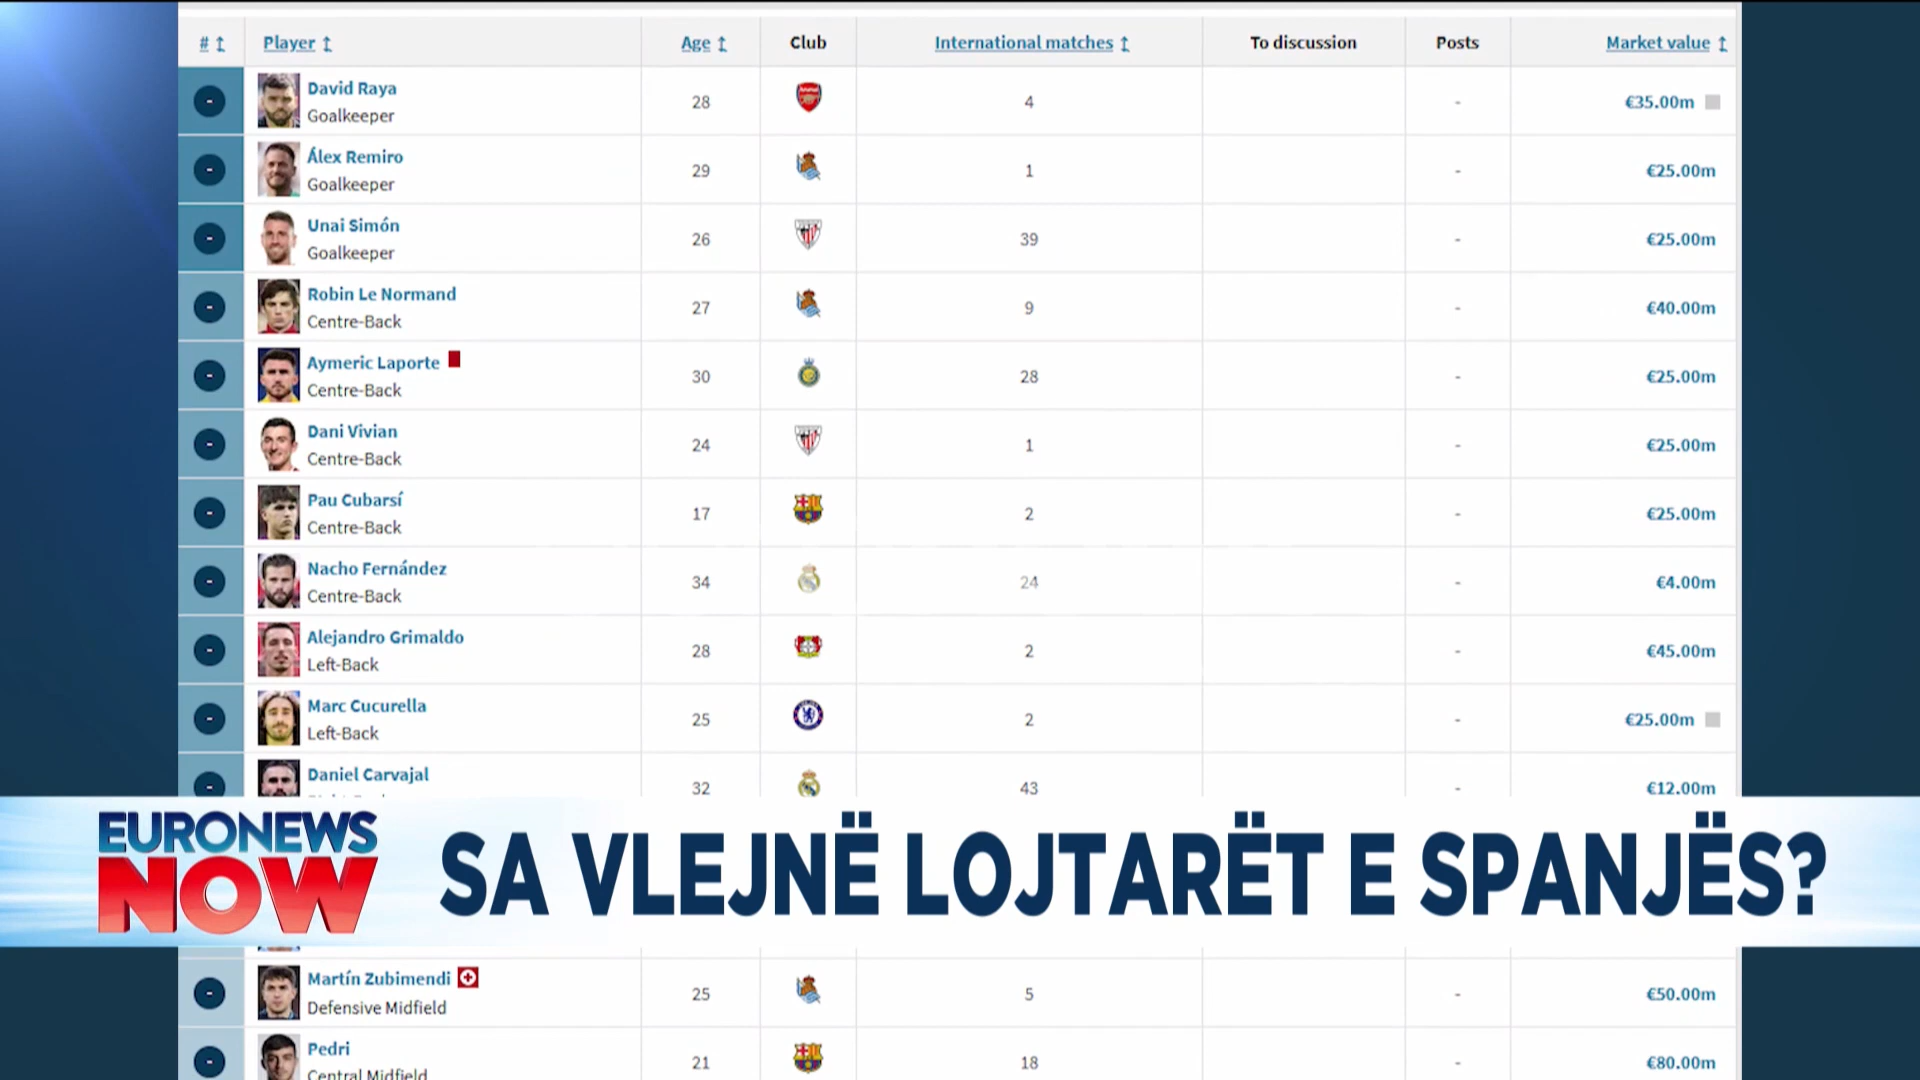 # Player Age Club International matches To discussion Posts Market value
- David Raya Goalkeeper 28 4 - €35.00m
- Álex Remiro Goalkeeper 29 1 - €25.00m
- Unai Simón Goalkeeper 26 39 - €25.00m
- Robin Le Normand Centre-Back 27 9 - €40.00m
- Aymeric Laporte Centre-Back 30 28 - €25.00m
- Dani Vivian Centre-Back 24 1 - €25.00m
- Pau Cubarsí Centre-Back 17 2 - €25.00m
- Nacho Fernández Centre-Back 34 24 - €4.00m
- Alejandro Grimaldo Left-Back 28 2 - €45.00m
- Marc Cucurella Left-Back 25 2 - €25.00m
- Daniel Carvajal 32 43 - €12.00m
EURONEWS
NOW
SA VLEJNË LOJTARËT E SPANJËS?
- Martín Zubimendi Defensive Midfield 25 5 - €50.00m
- Pedri Central Midfield 21 18 - €80.00m